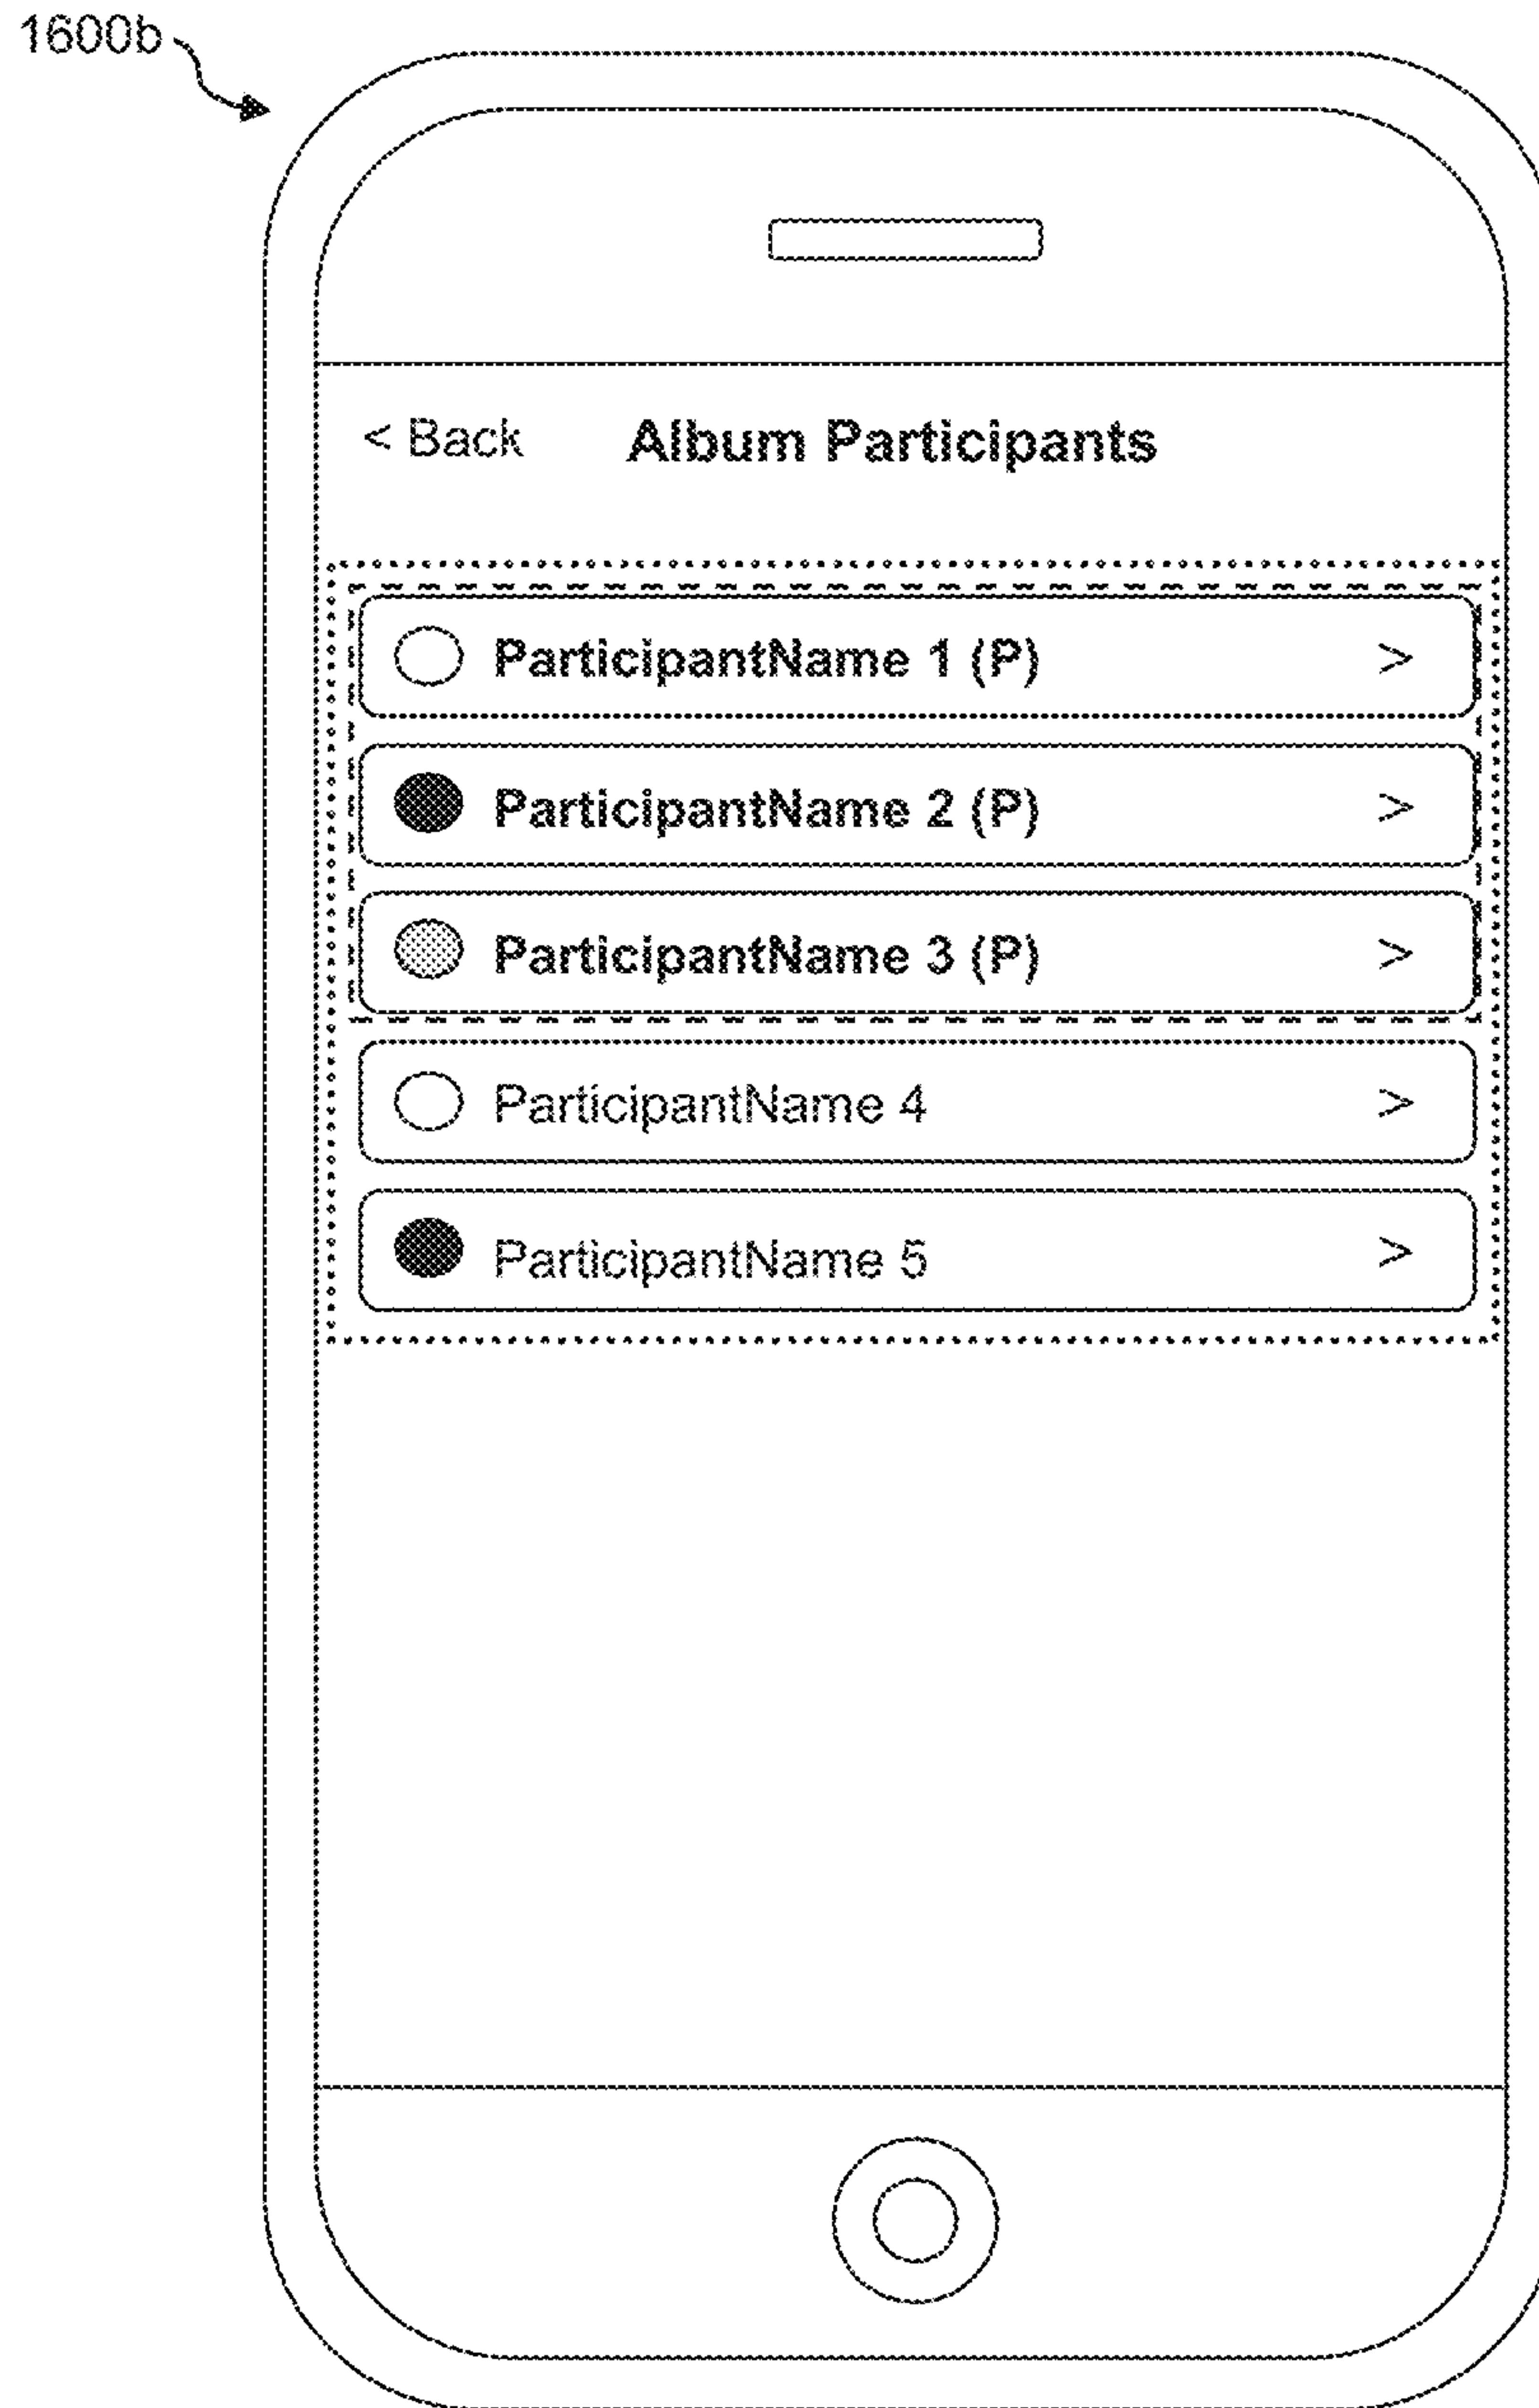 1600b
< Back Album Participants
ParticipantName 1 (P) >
ParticipantName 2 (P) >
ParticipantName 3 (P) >
ParticipantName 4 >
ParticipantName 5 >